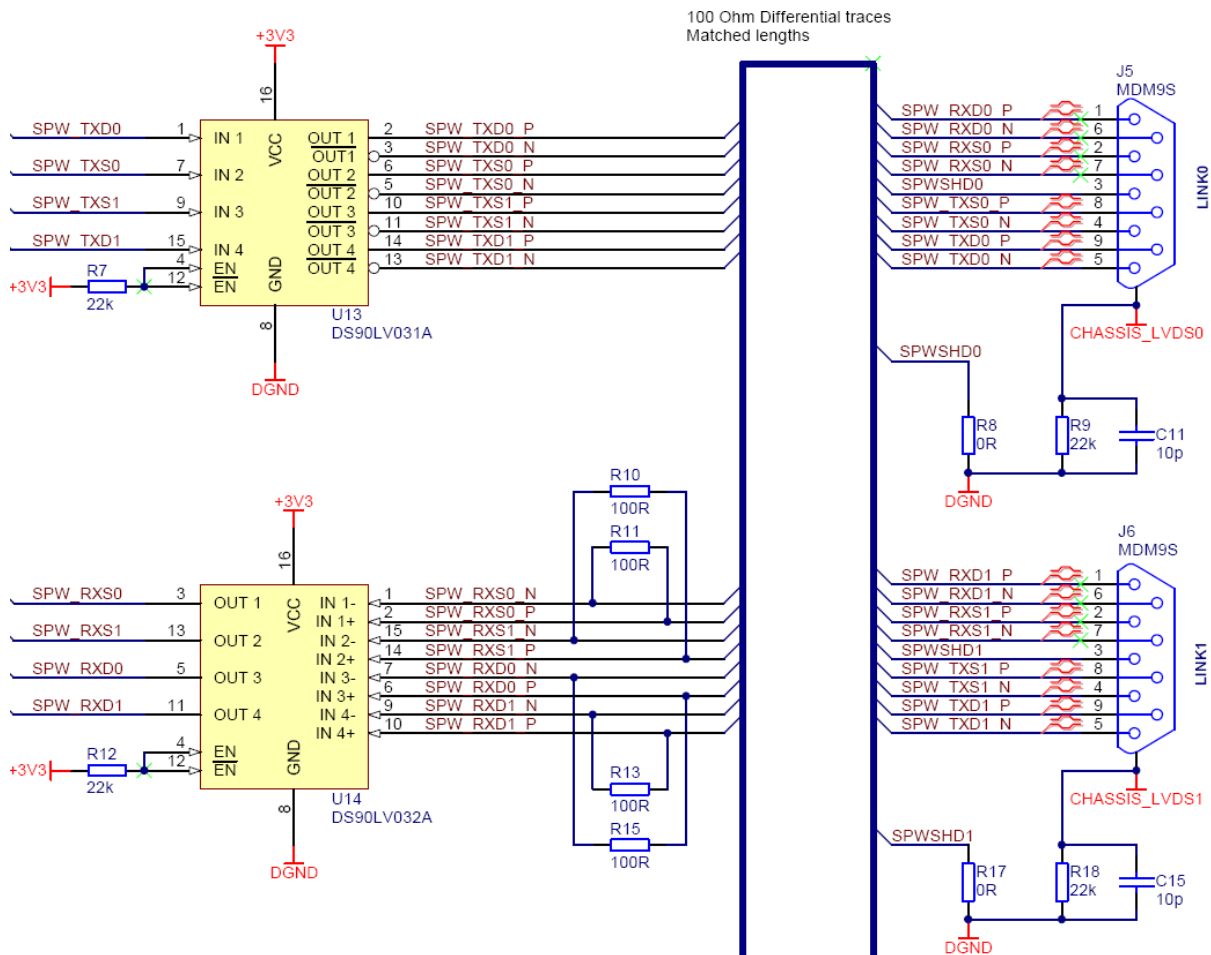 100 Ohm Differential traces
Matched lengths
+3V3
16
VCC
SPW_TXD0
1
IN 1
SPW_TXS0
7
IN 2
SPW_TXS1
9
IN 3
SPW_TXD1
15
IN 4
4
EN
12
EN
+3V3
R7
22k
GND
8
DGND
U13
DS90LV031A
OUT 1
2
SPW_TXD0_P
OUT1
3
SPW_TXD0_N
OUT 2
6
SPW_TXS0_P
OUT 2
5
SPW_TXS0_N
OUT 3
10
SPW_TXS1_P
OUT 3
11
SPW_TXS1_N
OUT 4
14
SPW_TXD1_P
OUT 4
13
SPW_TXD1_N
J5
MDM9S
SPW_RXD0_P
1
SPW_RXD0_N
6
SPW_RXS0_P
2
SPW_RXS0_N
7
SPWSHD0
3
SPW_TXS0_P
8
SPW_TXS0_N
4
SPW_TXD0_P
9
SPW_TXD0_N
5
LINK0
CHASSIS_LVDS0
SPWSHD0
R8
0R
R9
22k
C11
10p
DGND
+3V3
16
VCC
SPW_RXS0
3
OUT 1
SPW_RXS1
13
OUT 2
SPW_RXD0
5
OUT 3
SPW_RXD1
11
OUT 4
4
EN
12
EN
+3V3
R12
22k
GND
8
DGND
U14
DS90LV032A
IN 1-
1
SPW_RXS0_N
IN 1+
2
SPW_RXS0_P
IN 2-
15
SPW_RXS1_N
IN 2+
14
SPW_RXS1_P
IN 3-
7
SPW_RXD0_N
IN 3+
6
SPW_RXD0_P
IN 4-
9
SPW_RXD1_N
IN 4+
10
SPW_RXD1_P
R10
100R
R11
100R
R13
100R
R15
100R
J6
MDM9S
SPW_RXD1_P
1
SPW_RXD1_N
6
SPW_RXS1_P
2
SPW_RXS1_N
7
SPWSHD1
3
SPW_TXS1_P
8
SPW_TXS1_N
4
SPW_TXD1_P
9
SPW_TXD1_N
5
LINK1
CHASSIS_LVDS1
SPWSHD1
R17
0R
R18
22k
C15
10p
DGND